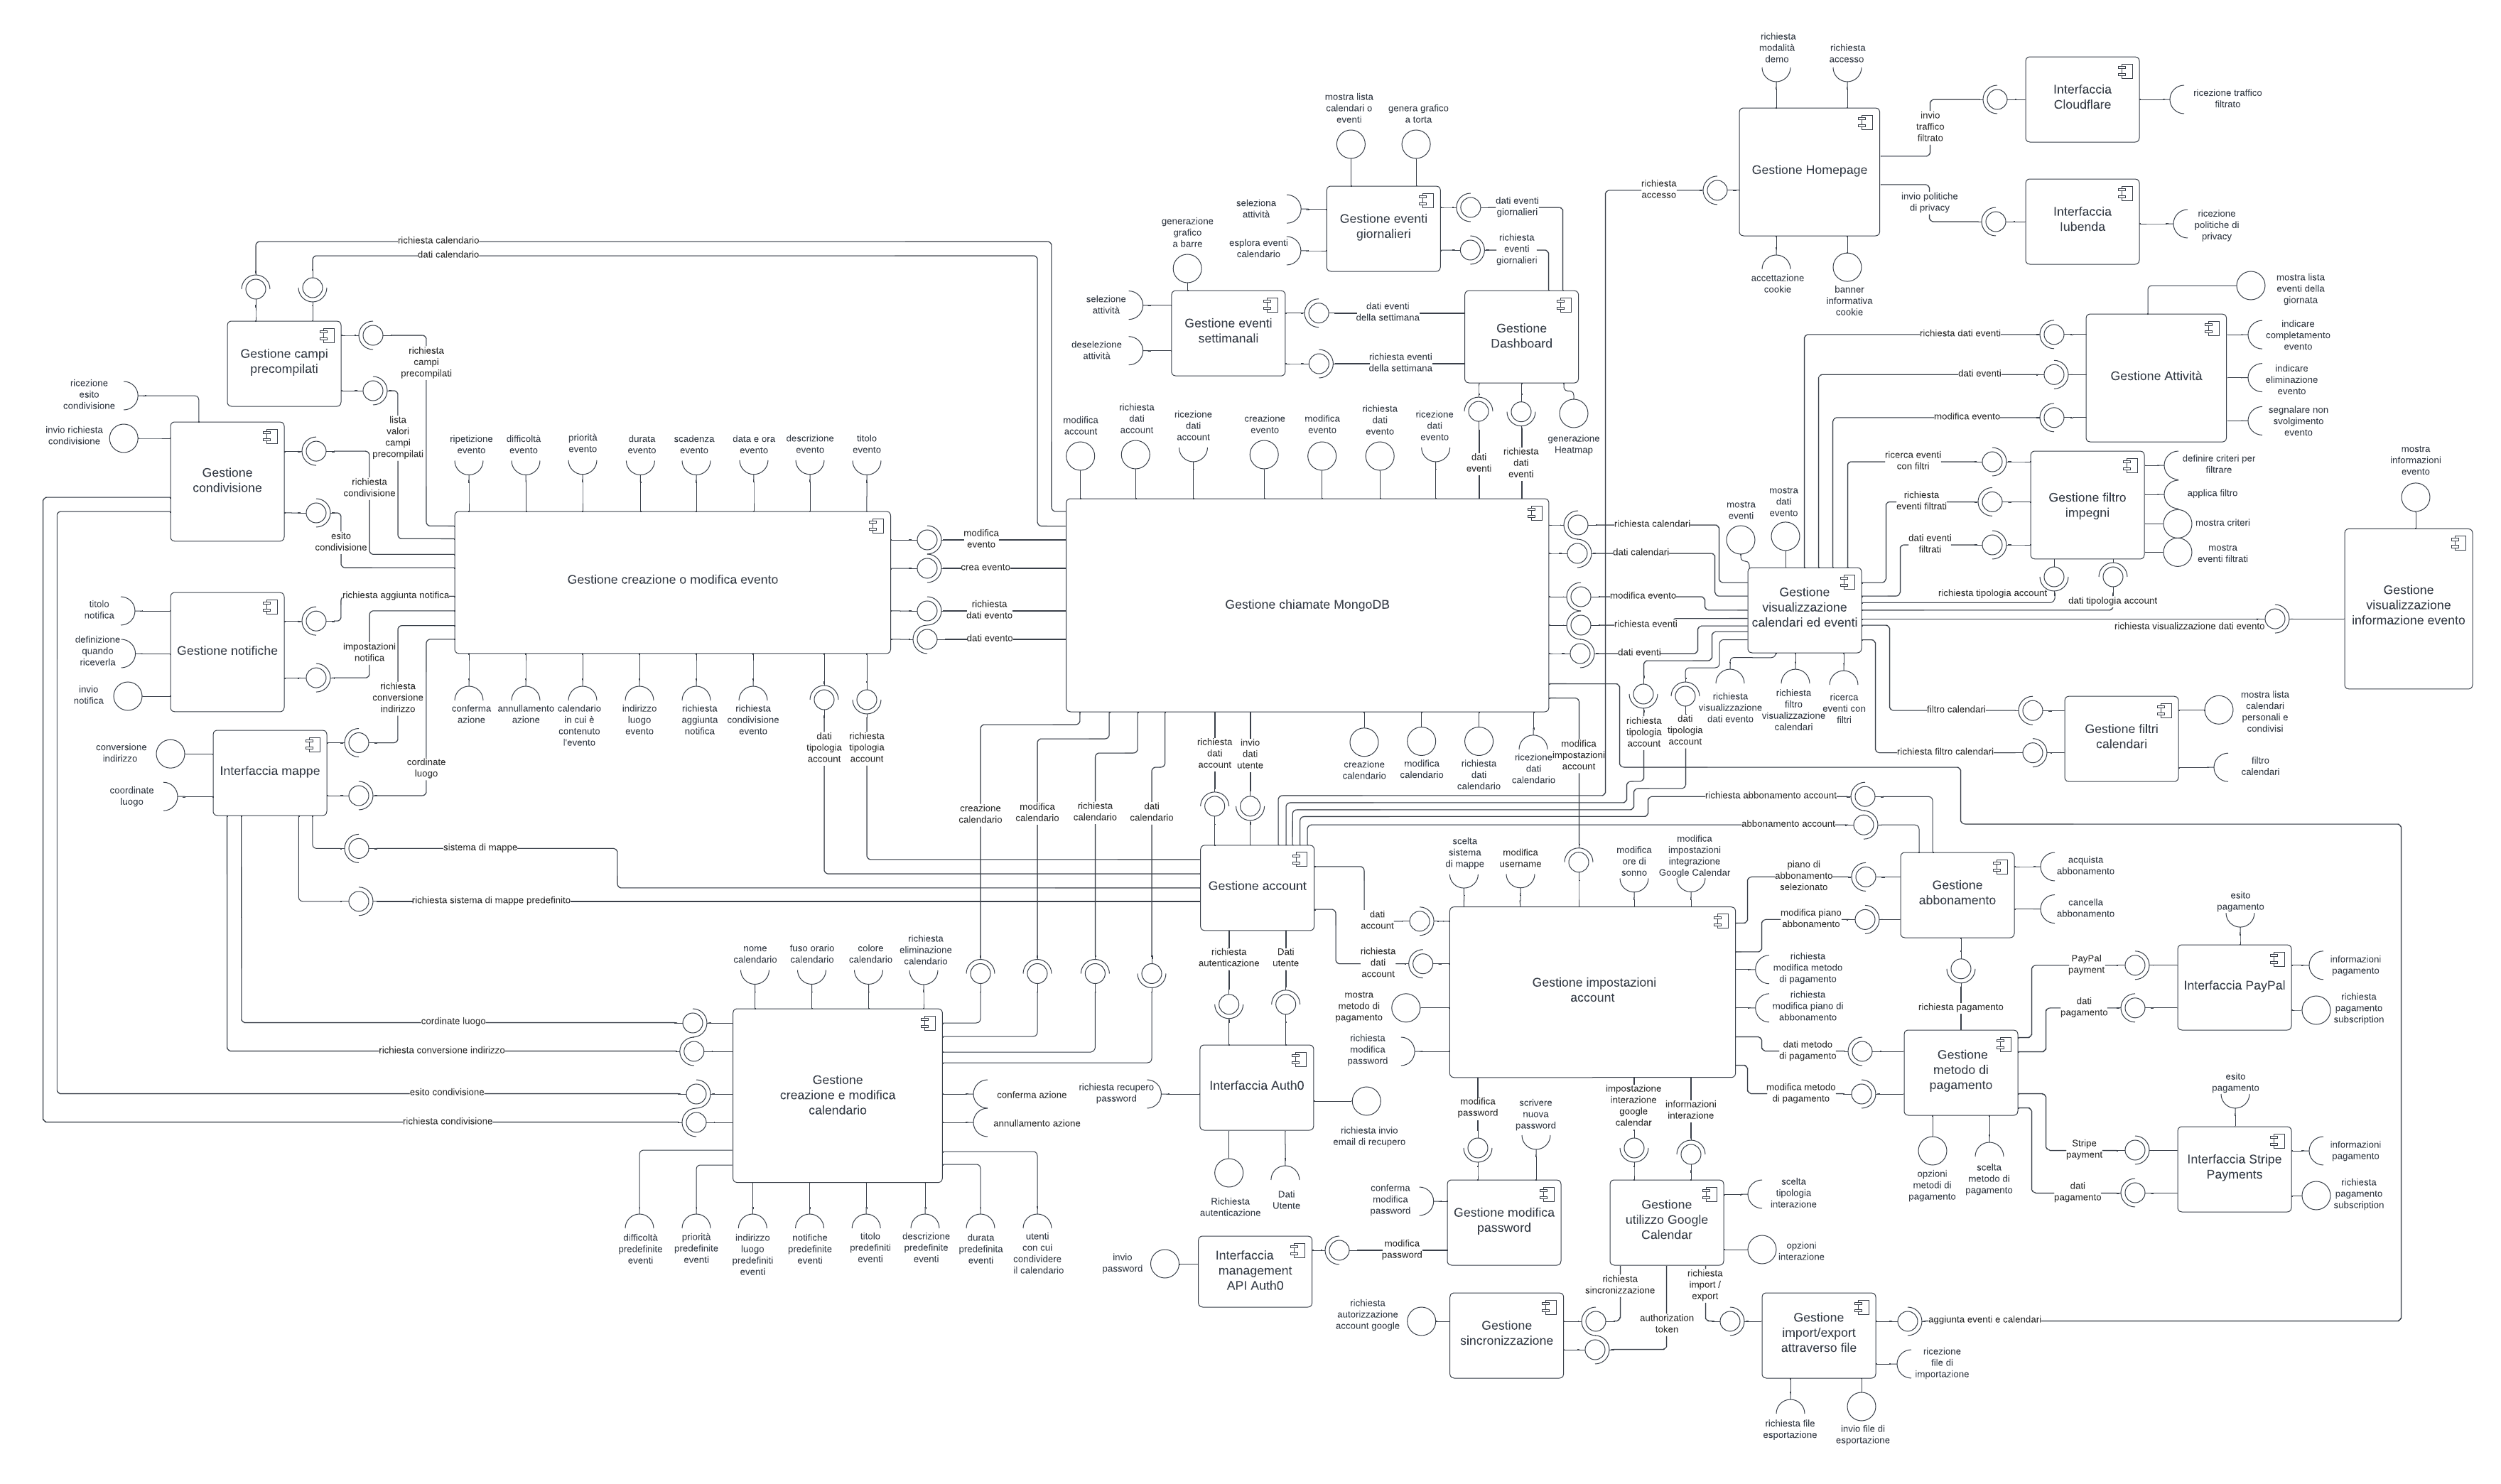 richiesta
modalità
demo
richiesta
accesso
Interfaccia
Cloudflare
ricezione traffico
filtrato
invio
traffico
filtrato
Gestione Homepage
richiesta
accesso
invio politiche
di privacy
Interfaccia
Iubenda
ricezione
politiche di
privacy
accettazione
cookie
banner
informativa
cookie
mostra lista
calendari o
eventi
genera grafico
a torta
seleziona
attività
esplora eventi
calendario
Gestione eventi
giornalieri
dati eventi
giornalieri
richiesta
eventi
giornalieri
generazione
grafico
a barre
selezione
attività
deselezione
attività
Gestione eventi
settimanali
dati eventi
della settimana
richiesta eventi
della settimana
Gestione
Dashboard
generazione
Heatmap
dati
eventi
richiesta
dati
eventi
richiesta calendario
dati calendario
Gestione campi
precompilati
richiesta
campi
precompilati
lista
valori
campi
precompilati
ricezione
esito
condivisione
invio richiesta
condivisione
Gestione
condivisione
richiesta
condivisione
esito
condivisione
ripetizione
evento
difficoltà
evento
priorità
evento
durata
evento
scadenza
evento
data e ora
evento
descrizione
evento
titolo
evento
Gestione creazione o modifica evento
modifica
evento
crea evento
richiesta
dati evento
dati evento
modifica
account
richiesta
dati
account
ricezione
dati
account
creazione
evento
modifica
evento
richiesta
dati
evento
ricezione
dati
evento
Gestione chiamate MongoDB
richiesta calendari
dati calendari
modifica evento
richiesta eventi
dati eventi
mostra
eventi
mostra
dati
evento
Gestione
visualizzazione
calendari ed eventi
mostra lista
eventi della
giornata
richiesta dati eventi
dati eventi
modifica evento
Gestione Attività
indicare
completamento
evento
indicare
eliminazione
evento
segnalare non
svolgimento
evento
ricerca eventi
con filtri
richiesta
eventi filtrati
dati eventi
filtrati
Gestione filtro
impegni
definire criteri per
filtrare
applica filtro
mostra criteri
mostra
eventi filtrati
richiesta tipologia account
dati tipologia account
richiesta visualizzazione dati evento
mostra
informazioni
evento
Gestione
visualizzazione
informazione evento
titolo
notifica
definizione
quando
riceverla
invio
notifica
Gestione notifiche
richiesta aggiunta notifica
impostazioni
notifica
richiesta
conversione
indirizzo
cordinate
luogo
conversione
indirizzo
coordinate
luogo
Interfaccia mappe
conferma
azione
annullamento
azione
calendario
in cui è
contenuto
l'evento
indirizzo
luogo
evento
richiesta
aggiunta
notifica
richiesta
condivisione
evento
dati
tipologia
account
richiesta
tipologia
account
richiesta
dati
account
invio
dati
utente
creazione
calendario
modifica
calendario
richiesta
dati
calendario
ricezione
dati
calendario
modifica
impostazioni
account
richiesta
tipologia
account
dati
tipologia
account
richiesta
visualizzazione
dati evento
richiesta
filtro
visualizzazione
calendari
ricerca
eventi con
filtri
filtro calendari
richiesta filtro calendari
Gestione filtri
calendari
mostra lista
calendari
personali e
condivisi
filtro
calendari
creazione
calendario
modifica
calendario
richiesta
calendario
dati
calendario
sistema di mappe
richiesta sistema di mappe predefinito
Gestione account
richiesta abbonamento account
abbonamento account
dati
account
richiesta
dati
account
scelta
sistema
di mappe
modifica
username
modifica
ore di
sonno
modifica
impostazioni
integrazione
Google Calendar
Gestione impostazioni
account
mostra
metodo di
pagamento
richiesta
modifica
password
piano di
abbonamento
selezionato
modifica piano
abbonamento
richiesta
modifica metodo
di pagamento
richiesta
modifica piano di
abbonamento
dati metodo
di pagamento
modifica metodo
di pagamento
Gestione
abbonamento
acquista
abbonamento
cancella
abbonamento
richiesta pagamento
Gestione
metodo di
pagamento
opzioni
metodi di
pagamento
scelta
metodo di
pagamento
PayPal
payment
dati
pagamento
esito
pagamento
Interfaccia PayPal
informazioni
pagamento
richiesta
pagamento
subscription
Stripe
payment
dati
pagamento
esito
pagamento
Interfaccia Stripe
Payments
informazioni
pagamento
richiesta
pagamento
subscription
richiesta
autenticazione
Dati
utente
Interfaccia Auth0
richiesta recupero
password
richiesta invio
email di recupero
Richiesta
autenticazione
Dati
Utente
nome
calendario
fuso orario
calendario
colore
calendario
richiesta
eliminazione
calendario
cordinate luogo
richiesta conversione indirizzo
esito condivisione
richiesta condivisione
Gestione
creazione e modifica
calendario
conferma azione
annullamento azione
difficoltà
predefinite
eventi
priorità
predefinite
eventi
indirizzo
luogo
predefiniti
eventi
notifiche
predefinite
eventi
titolo
predefiniti
eventi
descrizione
predefinite
eventi
durata
predefinita
eventi
utenti
con cui
condividere
il calendario
modifica
password
scrivere
nuova
password
impostazione
interazione
google
calendar
informazioni
interazione
conferma
modifica
password
Gestione modifica
password
modifica
password
invio
password
Interfaccia
management
API Auth0
Gestione
utilizzo Google
Calendar
scelta
tipologia
interazione
opzioni
interazione
richiesta
sincronizzazione
authorization
token
richiesta
import /
export
richiesta
autorizzazione
account google
Gestione
sincronizzazione
Gestione
import/export
attraverso file
aggiunta eventi e calendari
ricezione
file di
importazione
richiesta file
esportazione
invio file di
esportazione